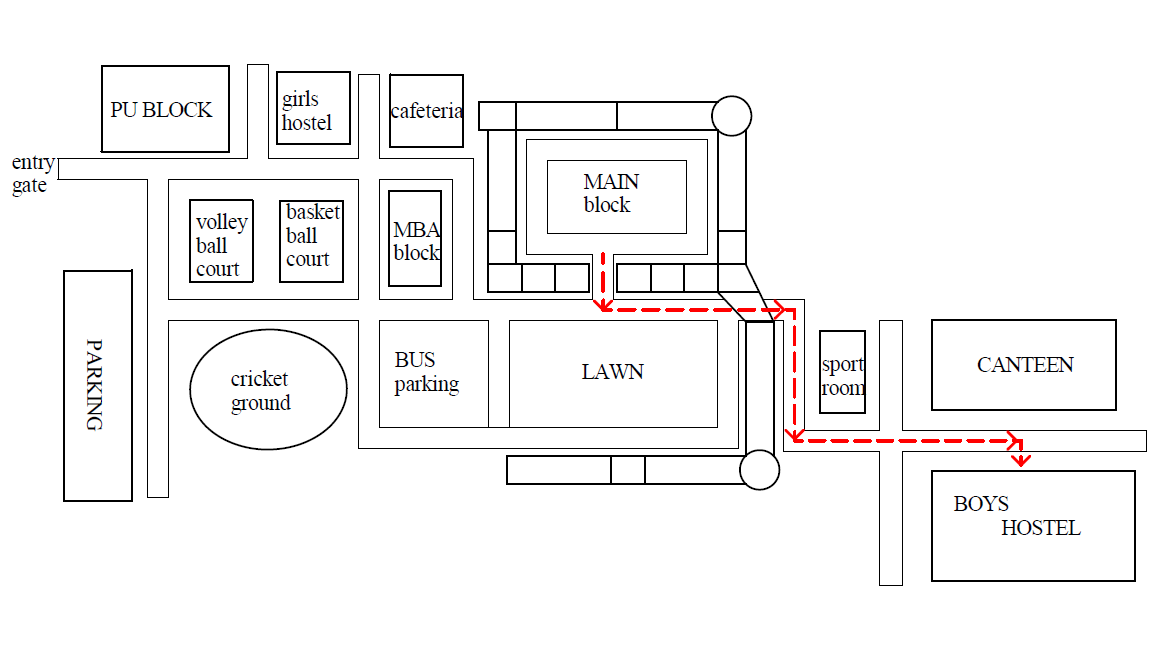 PU BLOCK
girls
hostel
cafeteria
entry
gate
MAIN
block
volley
ball
court
basket
ball
court
MBA
block
PARKING
cricket
ground
BUS
parking
LAWN
sport
room
CANTEEN
BOYS
HOSTEL